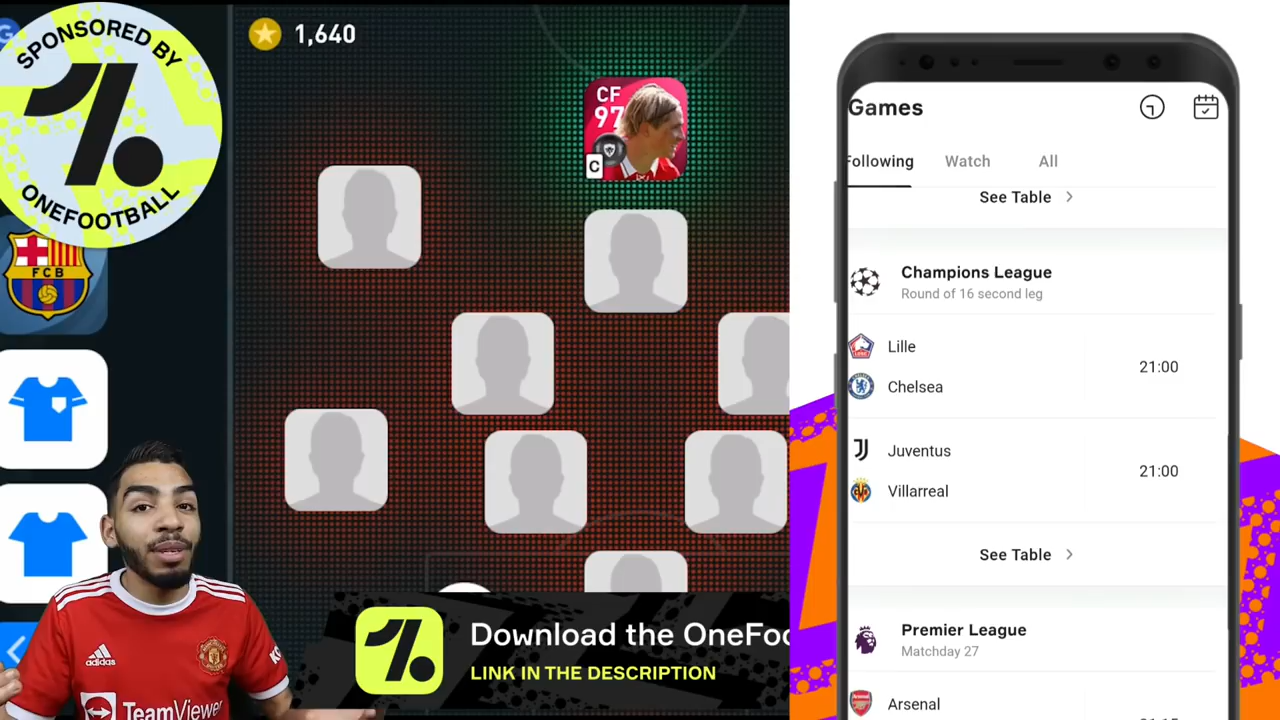 SPONSORED BY
ONEFOOTBALL
1,640
CF
97
C
FCB
adidas
TeamViewer
Download the OneFoo
LINK IN THE DESCRIPTION
Games
Following
Watch
All
See Table
Champions League
Round of 16 second leg
Lille
21:00
Chelsea
Juventus
21:00
Villarreal
See Table
Premier League
Matchday 27
Arsenal